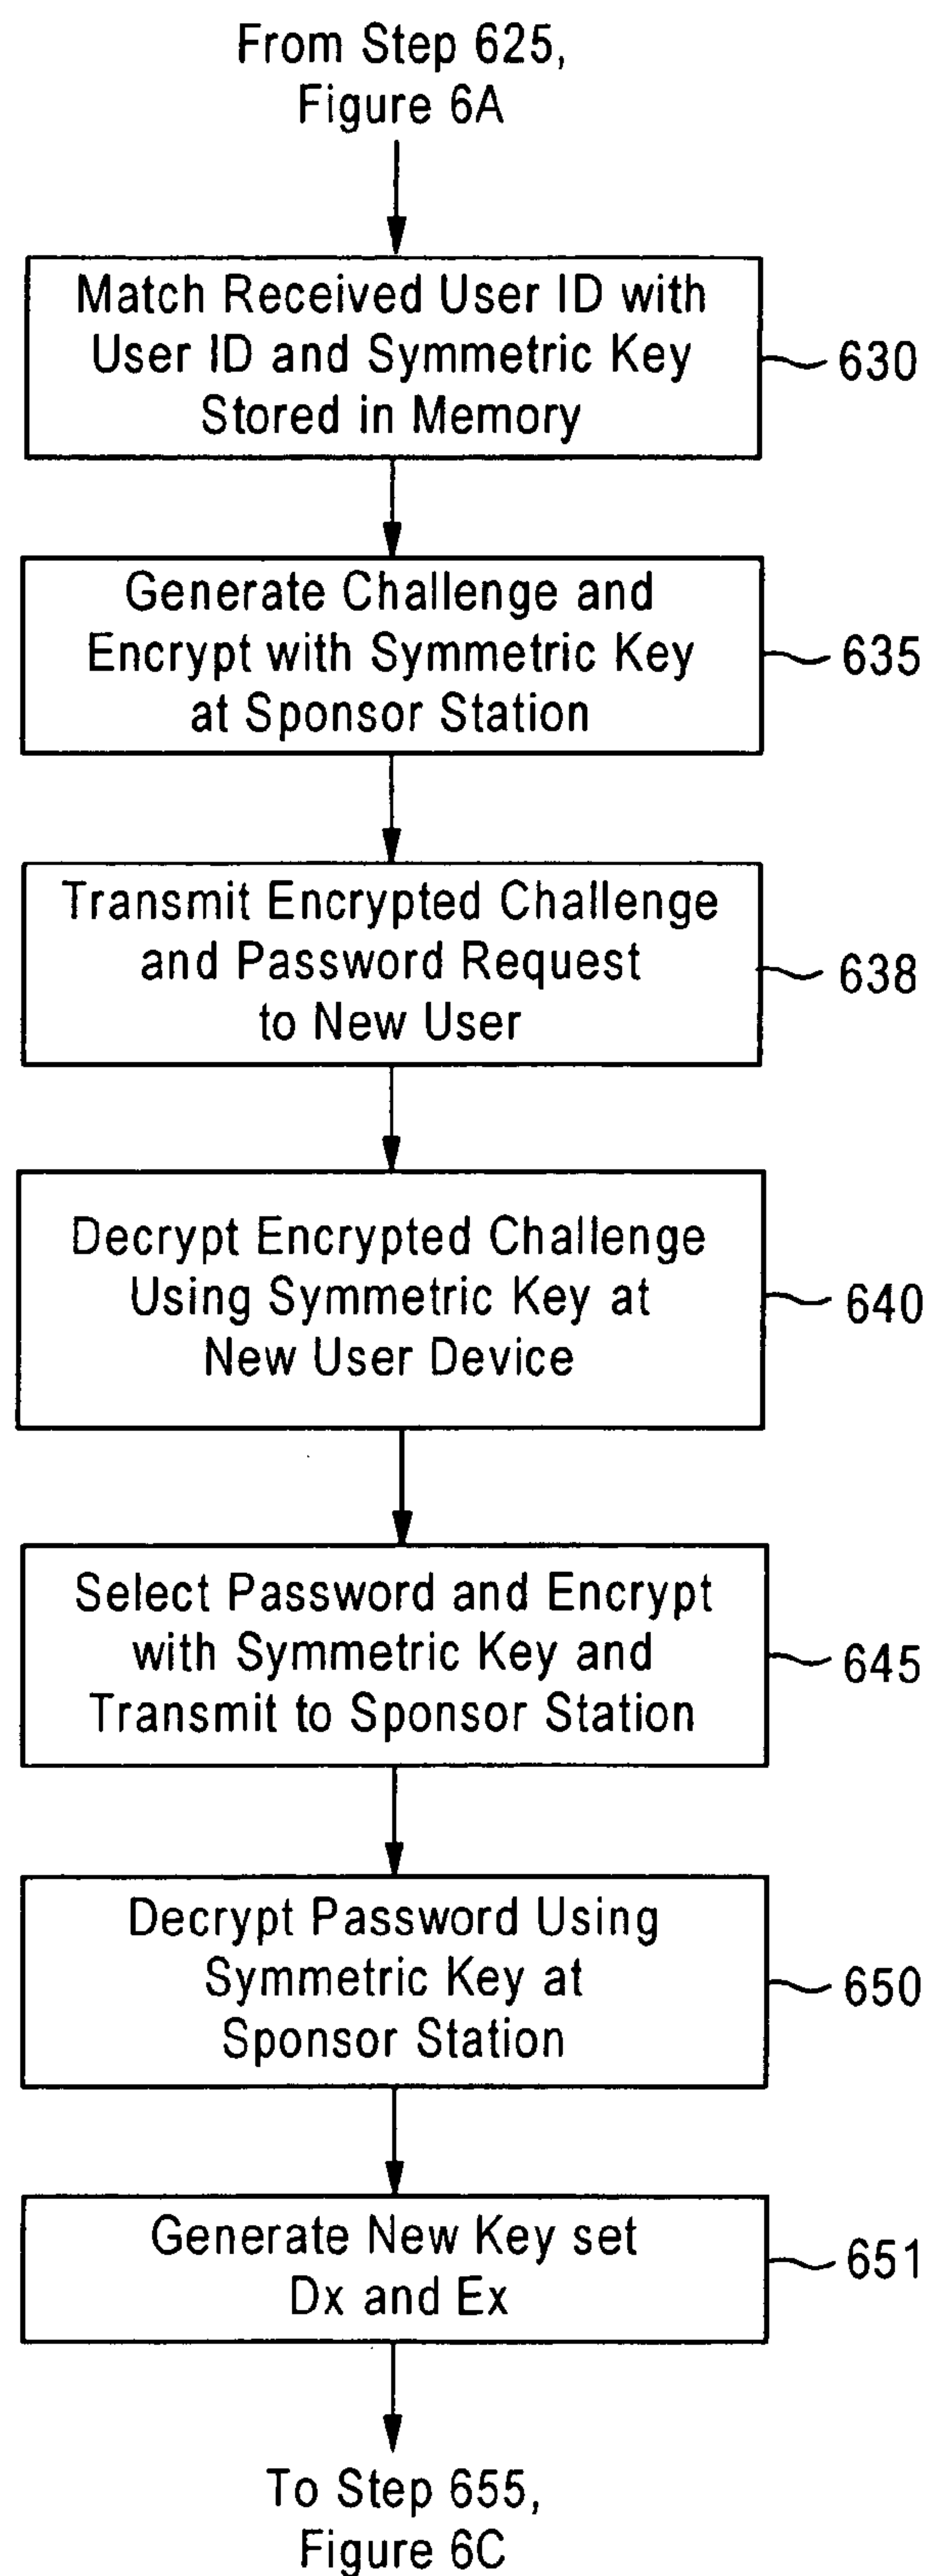 From Step 625,
Figure 6A
Match Received User ID with
User ID and Symmetric Key
Stored in Memory
630
Generate Challenge and
Encrypt with Symmetric Key
at Sponsor Station
635
Transmit Encrypted Challenge
and Password Request
to New User
638
Decrypt Encrypted Challenge
Using Symmetric Key at
New User Device
640
Select Password and Encrypt
with Symmetric Key and
Transmit to Sponsor Station
645
Decrypt Password Using
Symmetric Key at
Sponsor Station
650
Generate New Key set
Dx and Ex
651
To Step 655,
Figure 6C